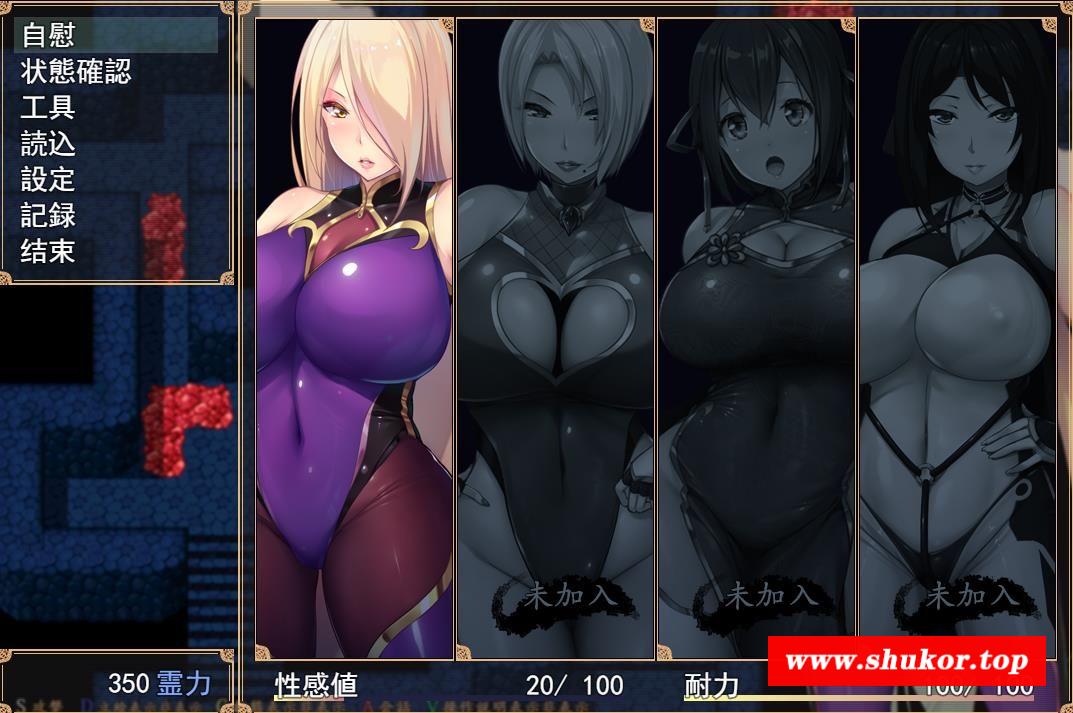 自慰
状態確認
工具
読込
設定
記録
结束
未加入
未加入
未加入
www.shukor.top
350 霊力
性感値 20/ 100
耐力 100/ 100